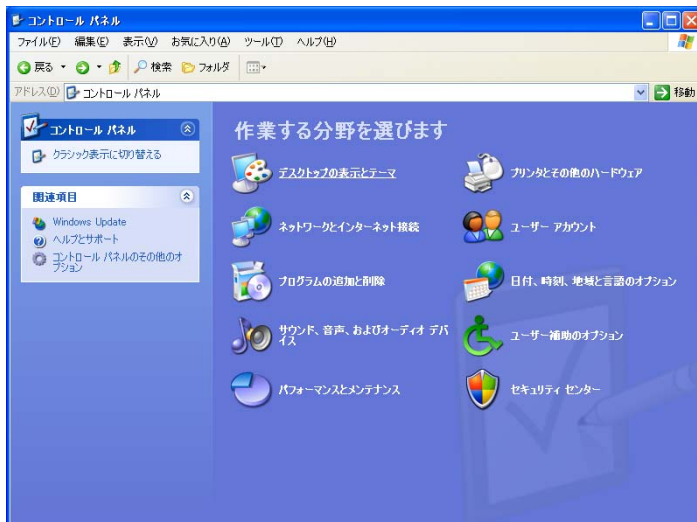 コントロール パネル
ファイル(F) 編集(E) 表示(V) お気に入り(A) ツール(T) ヘルプ(H)
戻る 検索 フォルダ
アドレス(D) コントロール パネル 移動
コントロール パネル
クラシック表示に切り替える
関連項目
Windows Update
ヘルプとサポート
コントロール パネルのその他のオ
プション
作業する分野を選びます
デスクトップの表示とテーマ
プリンタとその他のハードウェア
ネットワークとインターネット接続
ユーザー アカウント
プログラムの追加と削除
日付、時刻、地域と言語のオプション
サウンド、音声、およびオーディオ デバ
イス
ユーザー補助のオプション
パフォーマンスとメンテナンス
セキュリティ センター